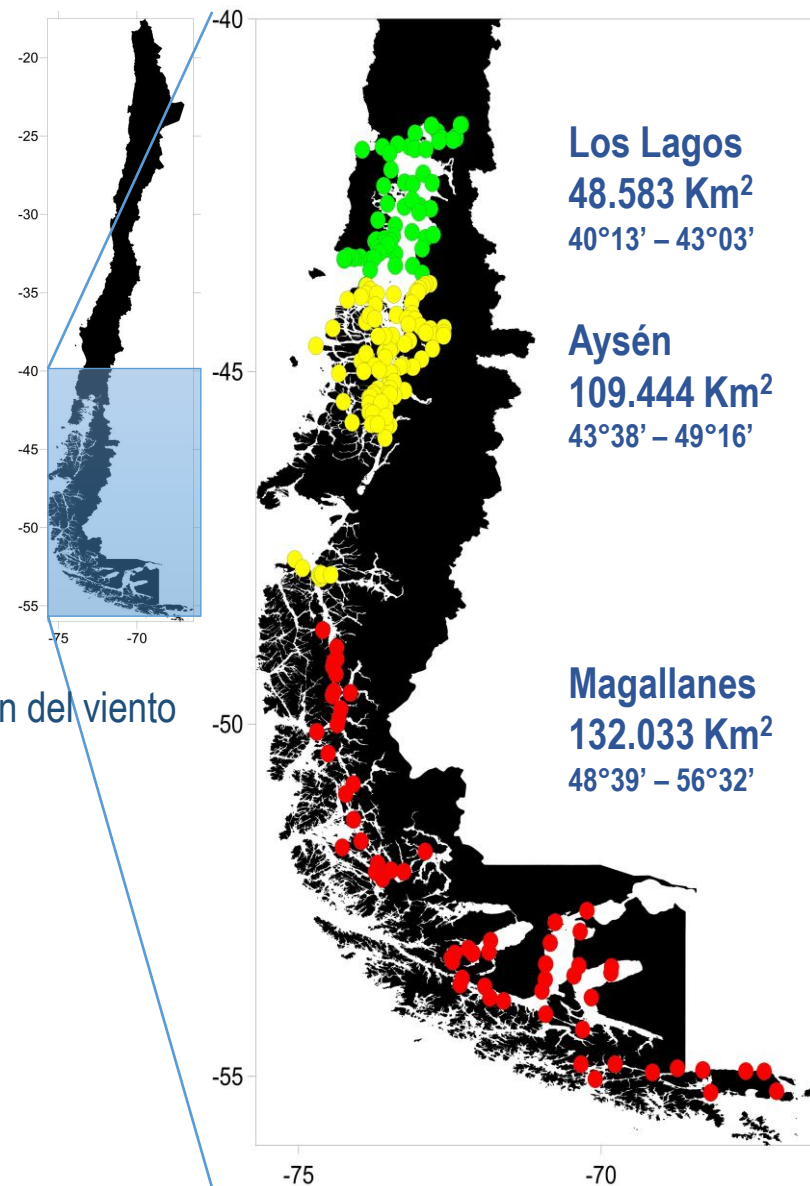 -20
-25
-30
-35
-40
-45
-50
-55
-75
-70
n del viento
-40
-45
-50
-55
-75
-70
Los Lagos
48.583 Km²
40°13’ – 43°03’
Aysén
109.444 Km²
43°38’ – 49°16’
Magallanes
132.033 Km²
48°39’ – 56°32’